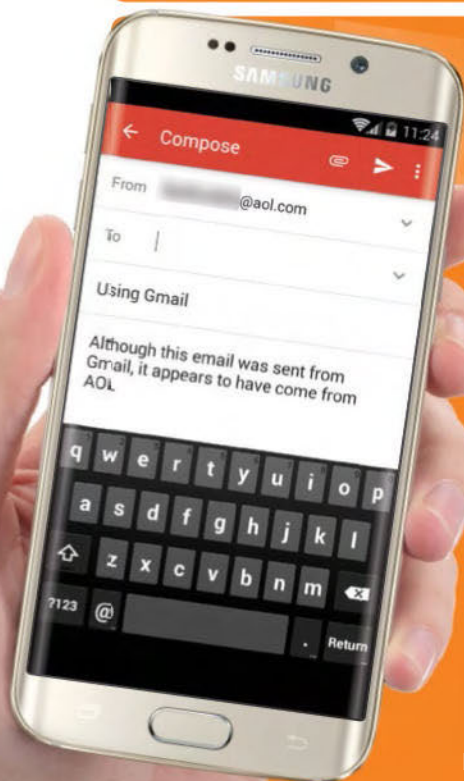 SAMSUNG
11:24
Compose
From @aol.com
To
Using Gmail
Although this email was sent from
Gmail, it appears to have come from
AOL
q w e r t y u i o p
a s d f g h j k l
z x c v b n m
?123 @ . Return